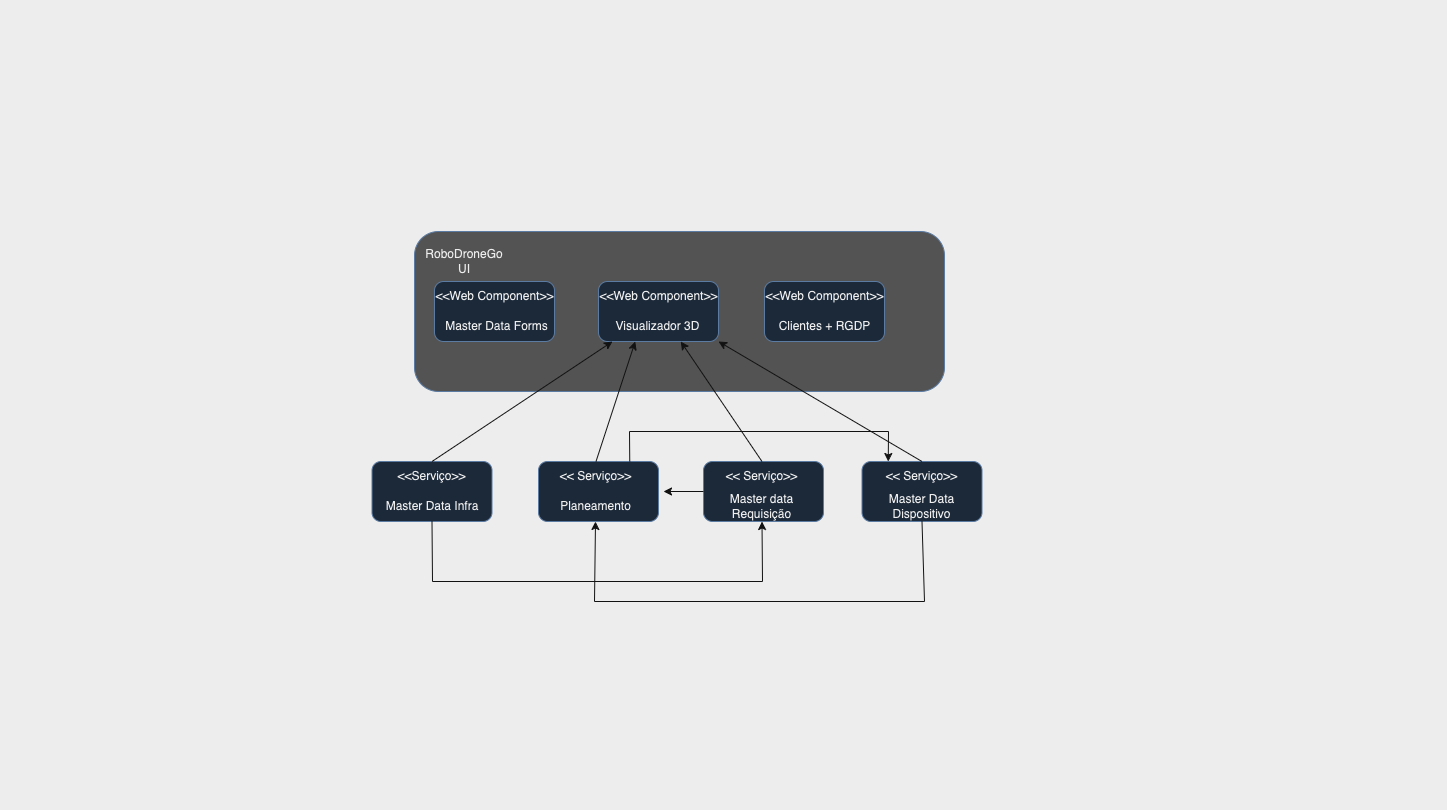 RoboDroneGo
UI
<<Web Component>>
Master Data Forms
<<Web Component>>
Visualizador 3D
<<Web Component>>
Clientes + RGDP
<<Serviço>>
Master Data Infra
<< Serviço>>
Planeamento
<< Serviço>>
Master data
Requisição
<< Serviço>>
Master Data
Dispositivo